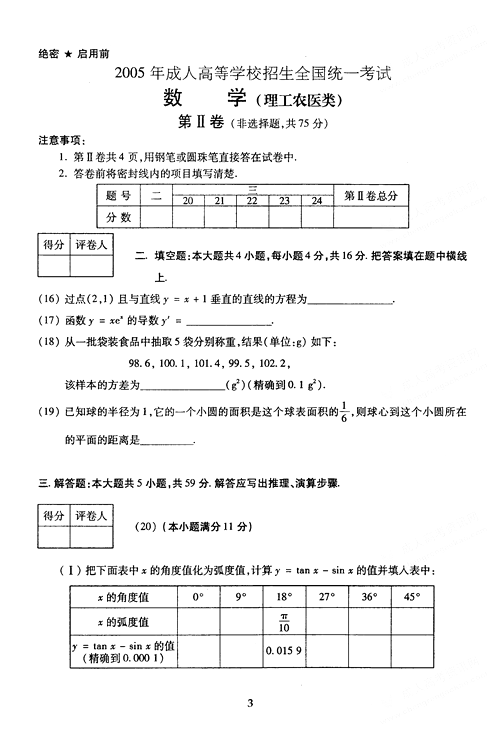 绝密 ★ 启用前
2005 年成人高等学校招生全国统一考试
数 学 (理工农医类)
第Ⅱ卷 (非选择题,共75分)
注意事项:
1. 第Ⅱ卷共4页,用钢笔或圆珠笔直接答在试卷中.
2. 答卷前将密封线内的项目填写清楚.
题 号 二 三 第Ⅱ卷总分
20 21 22 23 24
分 数
得分 评卷人
二. 填空题:本大题共4小题,每小题4分,共16分. 把答案填在题中横线
上.
(16) 过点(2,1) 且与直线 y = x + 1 垂直的直线的方程为________.
(17) 函数 y = xeˣ 的导数 y′ = ________.
(18) 从一批袋装食品中抽取5袋分别称重,结果(单位:g) 如下:
98.6, 100.1, 101.4, 99.5, 102.2,
该样本的方差为________(g²)(精确到0.1 g²).
(19) 已知球的半径为1,它的一个小圆的面积是这个球表面积的1/6,则球心到这个小圆所在
的平面的距离是________.
三. 解答题:本大题共5小题,共59分. 解答应写出推理、演算步骤.
得分 评卷人
(20) (本小题满分11分)
(Ⅰ) 把下面表中 x 的角度值化为弧度值,计算 y = tan x − sin x 的值并填入表中:
x 的角度值 0° 9° 18° 27° 36° 45°
x 的弧度值 π/10
y = tan x − sin x 的值 0.015 9
(精确到0.000 1)
3